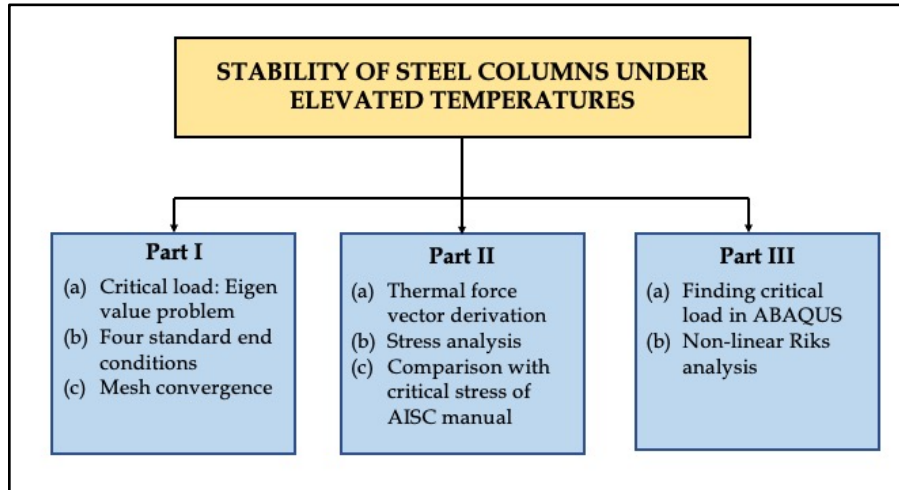 STABILITY OF STEEL COLUMNS UNDER
ELEVATED TEMPERATURES
Part I
(a) Critical load: Eigen
value problem
(b) Four standard end
conditions
(c) Mesh convergence
Part II
(a) Thermal force
vector derivation
(b) Stress analysis
(c) Comparison with
critical stress of
AISC manual
Part III
(a) Finding critical
load in ABAQUS
(b) Non-linear Riks
analysis